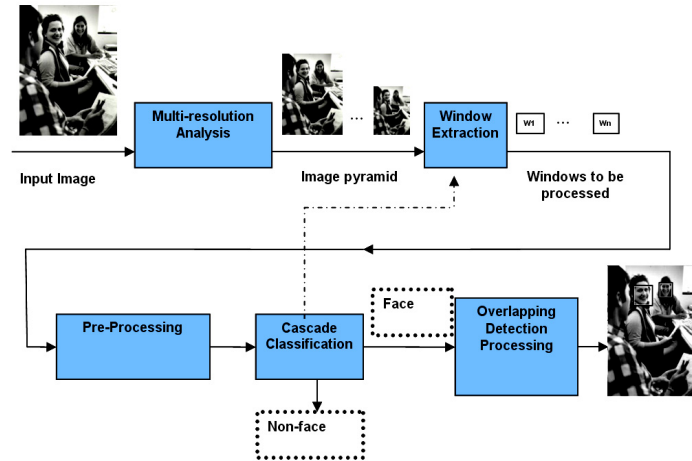 Multi-resolution
Analysis
Window
Extraction
W1
...
Wn
...
Input Image
Image pyramid
Windows to be
processed
Pre-Processing
Cascade
Classification
Face
Overlapping
Detection
Processing
Non-face